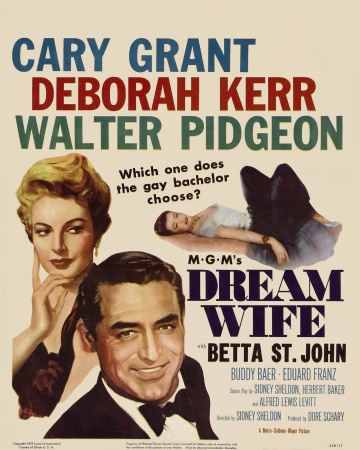 CARY GRANT
DEBORAH KERR
WALTER PIDGEON
Which one does
the gay bachelor
choose?
M·G·M's
DREAM
WIFE
with BETTA ST. JOHN
BUDDY BAER · EDUARD FRANZ
Screen Play by SIDNEY SHELDON, HERBERT BAKER
and ALFRED LEWIS LEVITT
Directed by SIDNEY SHELDON Produced by DORE SCHARY
A Metro-Goldwyn-Mayer Picture